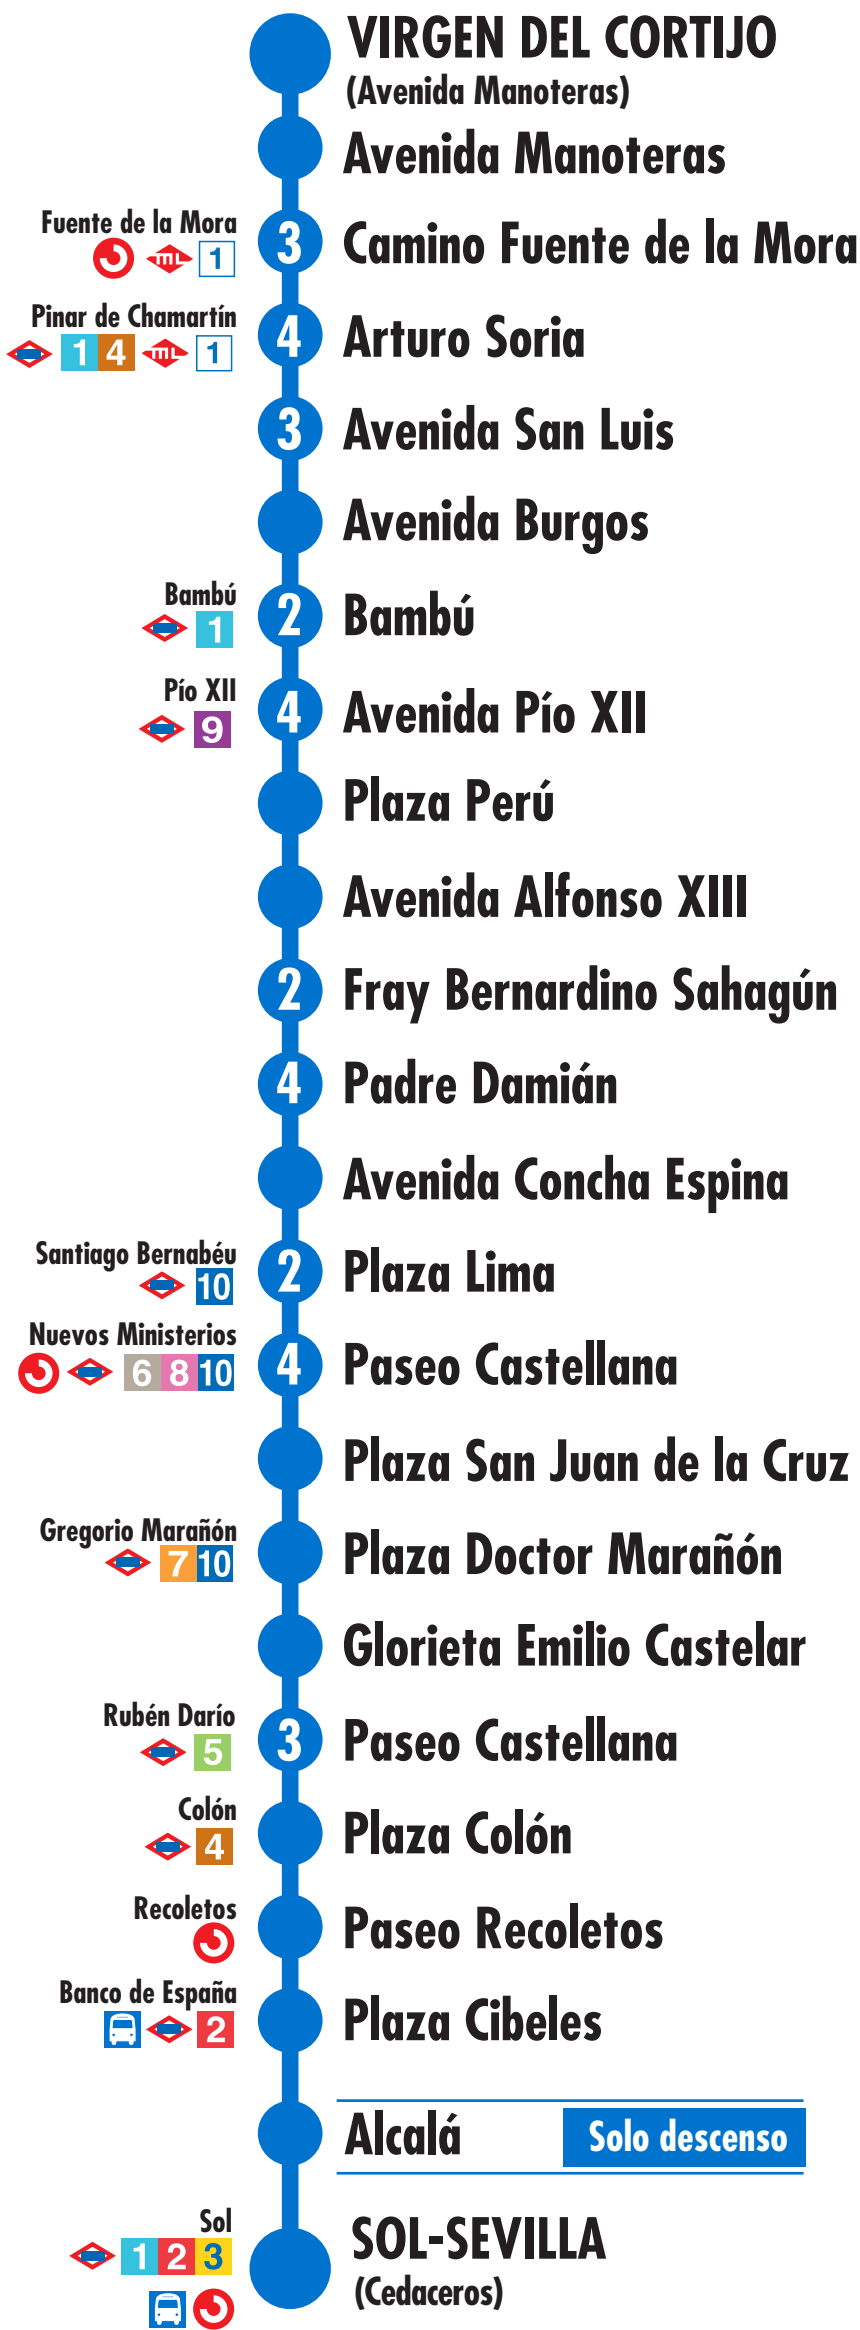 VIRGEN DEL CORTIJO
(Avenida Manoteras)
Avenida Manoteras
Fuente de la Mora
ML 1
3 Camino Fuente de la Mora
Pinar de Chamartín
1 4 ML 1
4 Arturo Soria
3 Avenida San Luis
Avenida Burgos
Bambú
1
2 Bambú
Pío XII
9
4 Avenida Pío XII
Plaza Perú
Avenida Alfonso XIII
2 Fray Bernardino Sahagún
4 Padre Damián
Avenida Concha Espina
Santiago Bernabéu
10
2 Plaza Lima
Nuevos Ministerios
6 8 10
4 Paseo Castellana
Plaza San Juan de la Cruz
Gregorio Marañón
7 10
Plaza Doctor Marañón
Glorieta Emilio Castelar
Rubén Darío
5
3 Paseo Castellana
Colón
4
Plaza Colón
Recoletos
Paseo Recoletos
Banco de España
2
Plaza Cibeles
Alcalá Solo descenso
Sol
1 2 3
SOL-SEVILLA
(Cedaceros)